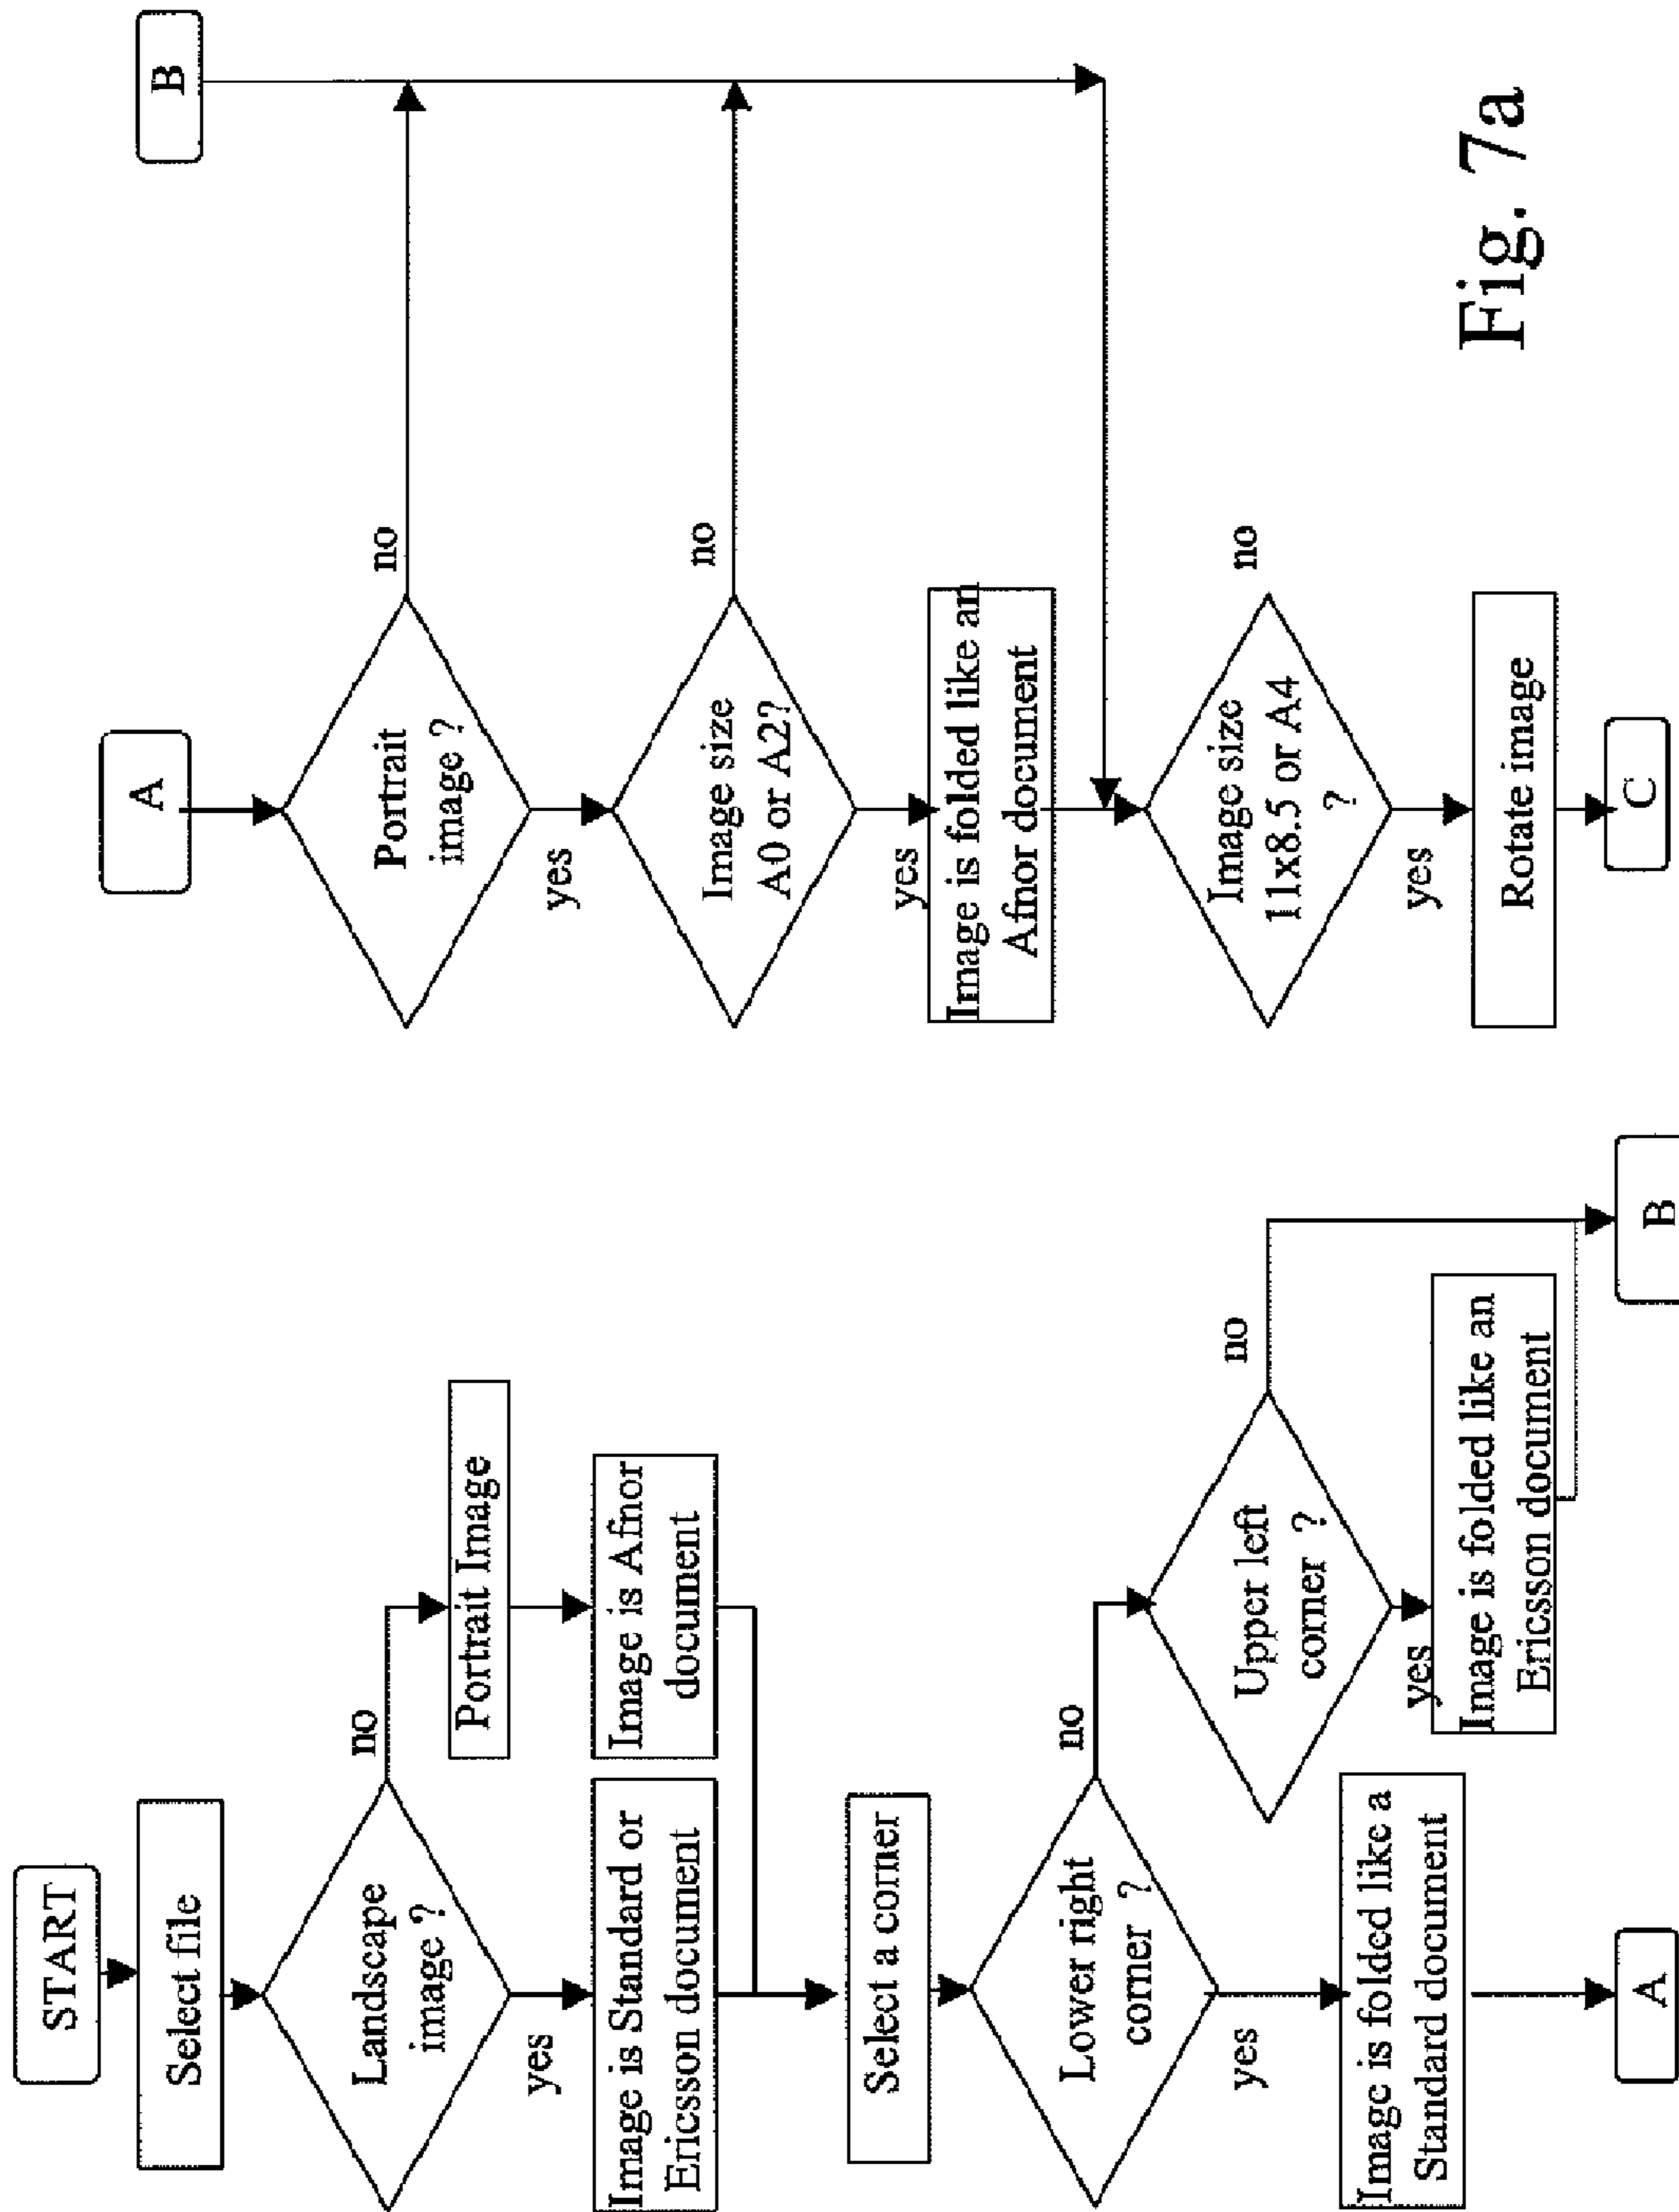 START
Select file
Landscape
image ?
no
yes
Portrait Image
Image is Standard or
Ericsson document
Image is Afnor
document
Select a corner
Lower right
corner ?
no
yes
Upper left
corner ?
no
yes
Image is folded like a
Standard document
Image is folded like an
Ericsson document
A
B
A
B
Portrait
image ?
no
yes
Image size
A0 or A2?
no
yes
Image is folded like an
Afnor document
Image size
11x8.5 or A4
?
no
yes
Rotate image
C
Fig. 7a